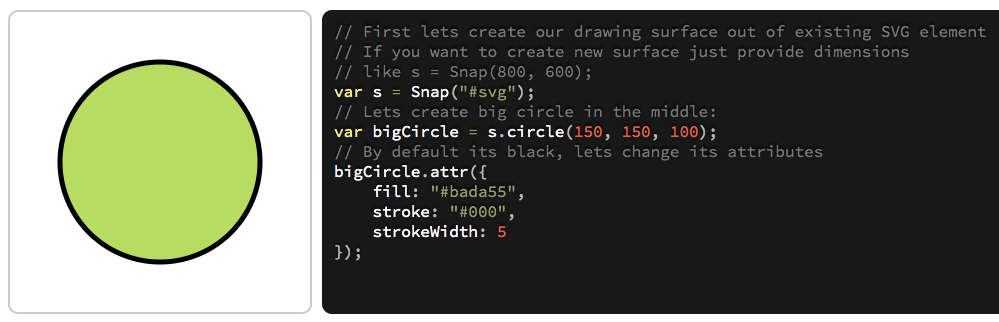 // First lets create our drawing surface out of existing SVG element
// If you want to create new surface just provide dimensions
// like s = Snap(800, 600);
var s = Snap("#svg");
// Lets create big circle in the middle:
var bigCircle = s.circle(150, 150, 100);
// By default its black, lets change its attributes
bigCircle.attr({
    fill: "#bada55",
    stroke: "#000",
    strokeWidth: 5
});